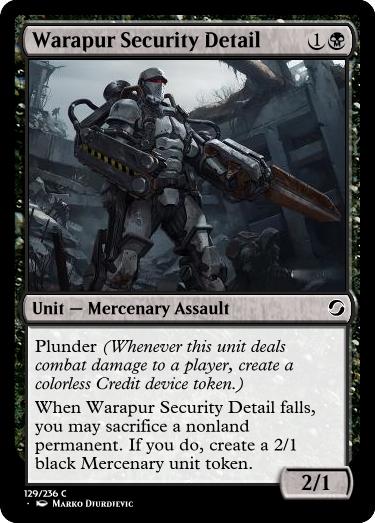 Warapur Security Detail 1
Unit — Mercenary Assault
Plunder (Whenever this unit deals
combat damage to a player, create a
colorless Credit device token.)
When Warapur Security Detail falls,
you may sacrifice a nonland
permanent. If you do, create a 2/1
black Mercenary unit token.
2/1
129/236 C
Marko Djurdjevic